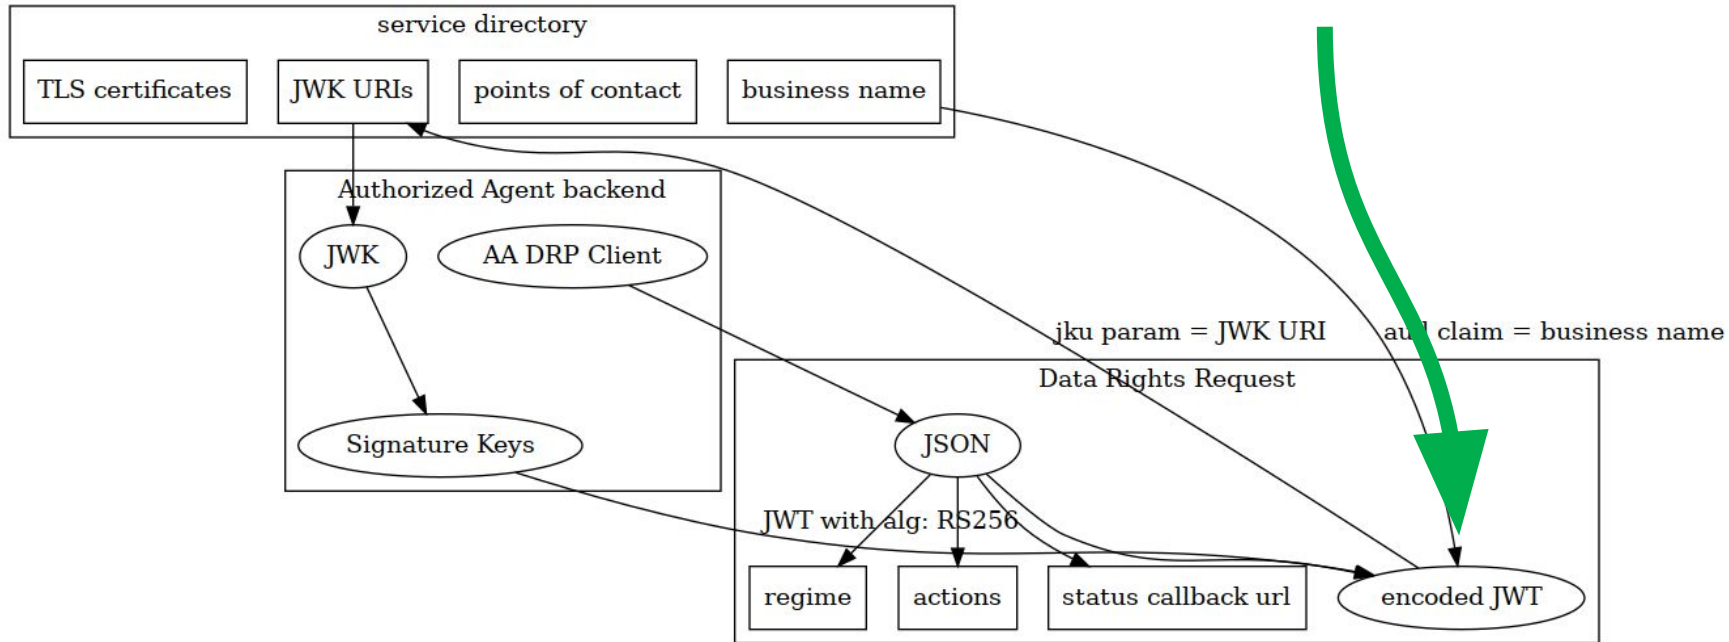 service directory
TLS certificates
JWK URIs
points of contact
business name
Authorized Agent backend
JWK
AA DRP Client
jku param = JWK URI
aud claim = business name
Data Rights Request
Signature Keys
JSON
JWT with alg: RS256
regime
actions
status callback url
encoded JWT